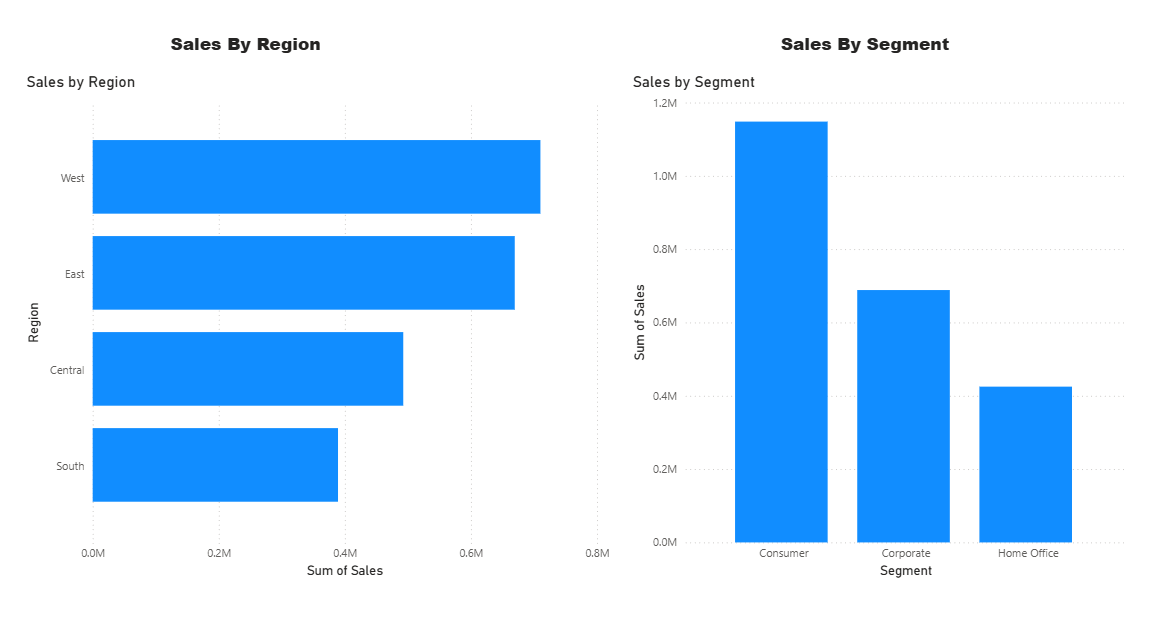 Sales By Region
Sales by Region
Region
West
East
Central
South
0.0M 0.2M 0.4M 0.6M 0.8M
Sum of Sales
Sales By Segment
Sales by Segment
Sum of Sales
1.2M
1.0M
0.8M
0.6M
0.4M
0.2M
0.0M
Consumer Corporate Home Office
Segment